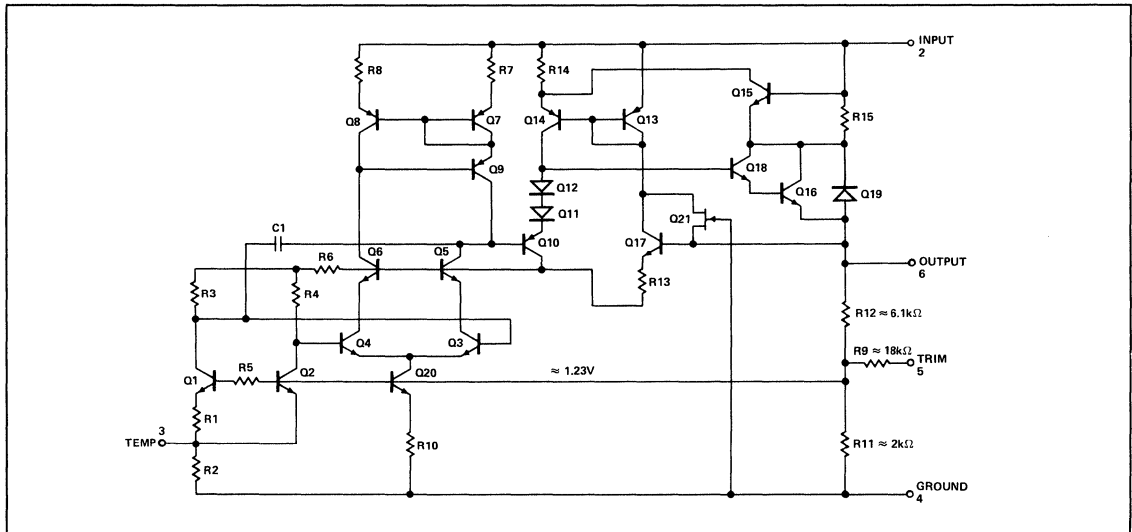 INPUT
2
R8
R7
R14
Q15
R15
Q8
Q7
Q14
Q13
Q9
Q18
Q16
Q19
Q12
Q11
Q21
C1
Q10
Q17
R6
Q6
Q5
OUTPUT
6
R3
R4
R13
R12 ≈ 6.1kΩ
Q4
Q3
R9 ≈ 18kΩ
TRIM
5
Q1
R5
Q2
Q20
≈ 1.23V
R1
3
TEMP
R10
R11 ≈ 2kΩ
R2
GROUND
4